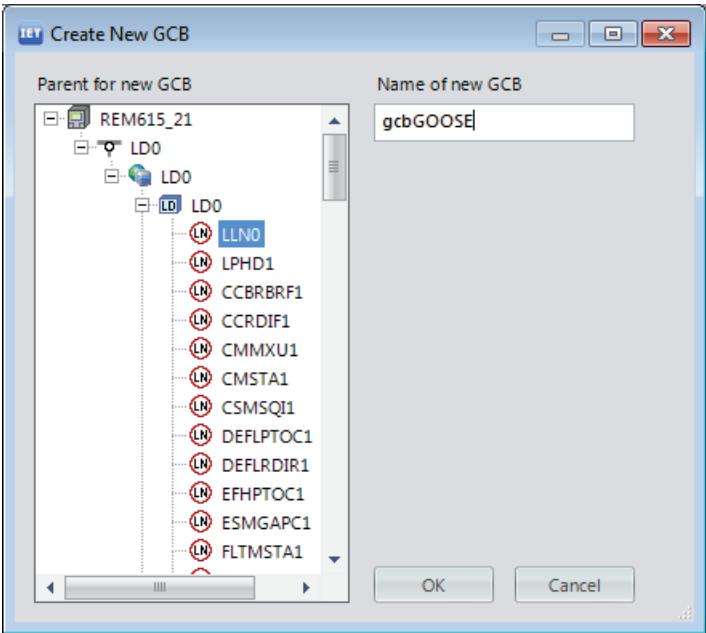 IET Create New GCB
Parent for new GCB
Name of new GCB
REM615_21
gcbGOOSE
LD0
LD0
LD LD0
LN LLN0
LN LPHD1
LN CCBRBRF1
LN CCRDIF1
LN CMMXU1
LN CMSTA1
LN CSMSQI1
LN DEFLPTOC1
LN DEFLRDIR1
LN EFHPTOC1
LN ESMGAPC1
LN FLTMSTA1
OK
Cancel